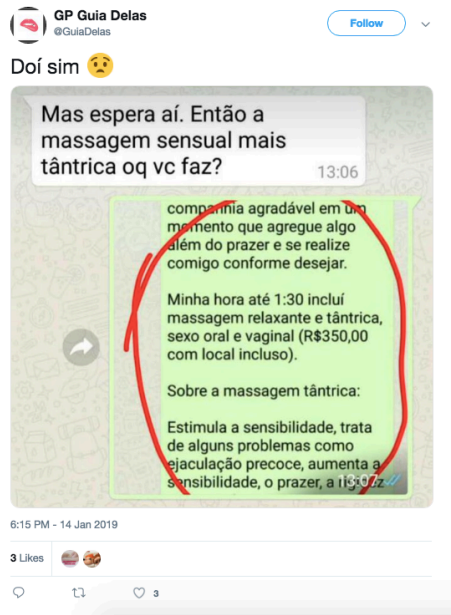 GP Guia Delas
@GuiaDelas
Follow
Doí sim 😟
Mas espera aí. Então a
massagem sensual mais
tântrica oq vc faz?
13:06
companhia agradável em um
momento que agregue algo
além do prazer e se realize
comigo conforme desejar.
Minha hora até 1:30 incluí
massagem relaxante e tântrica,
sexo oral e vaginal (R$350,00
com local incluso).
Sobre a massagem tântrica:
Estimula a sensibilidade, trata
de alguns problemas como
ejaculação precoce, aumenta a
sensibilidade, o prazer, a
13:07
6:15 PM - 14 Jan 2019
3 Likes
3